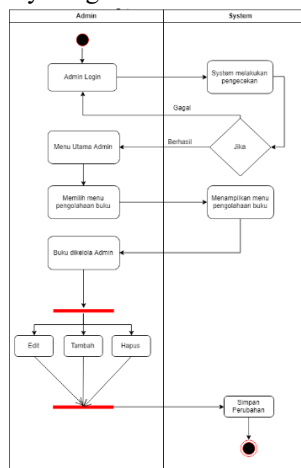 Admin
System
Admin Login
System melakukan
pengecekan
Gagal
Jika
Berhasil
Menu Utama Admin
Memilih menu
pengolahaan buku
Menampilkan menu
pengolahaan buku
Buku dikelola Admin
Edit
Tambah
Hapus
Simpan
Perubahan